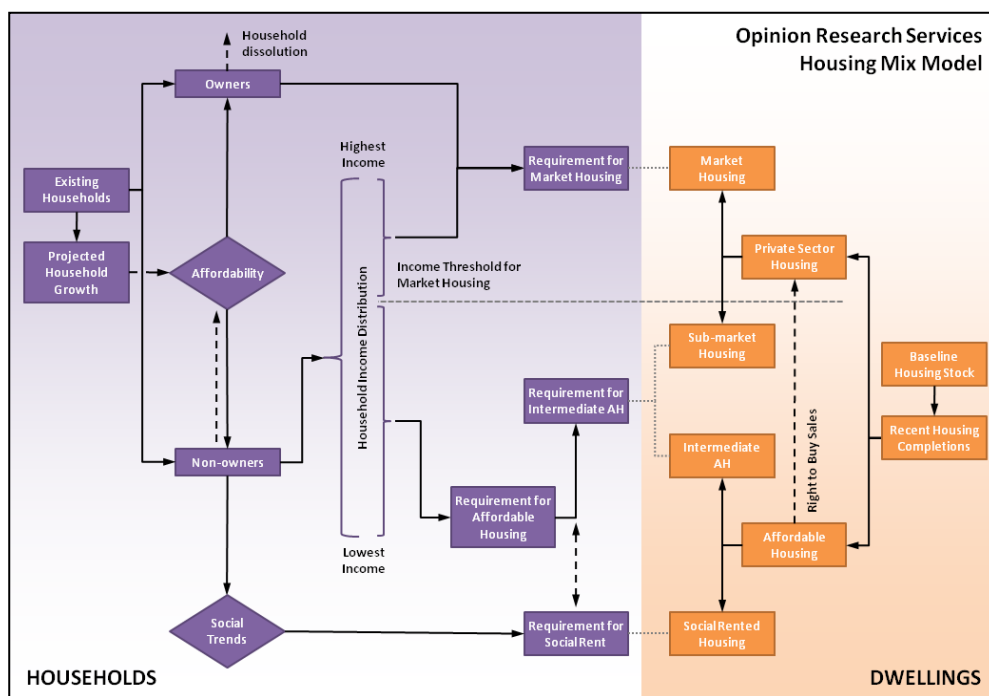 Opinion Research Services
Housing Mix Model
Household
dissolution
Owners
Highest
Income
Requirement for
Market Housing
Market
Housing
Existing
Households
Projected
Household
Growth
Affordability
Income Threshold for
Market Housing
Private Sector
Housing
Household Income Distribution
Sub-market
Housing
Baseline
Housing Stock
Requirement for
Intermediate AH
Right to Buy Sales
Recent Housing
Completions
Non-owners
Intermediate
AH
Requirement for
Affordable
Housing
Affordable
Housing
Lowest
Income
Social
Trends
Requirement for
Social Rent
Social Rented
Housing
HOUSEHOLDS
DWELLINGS